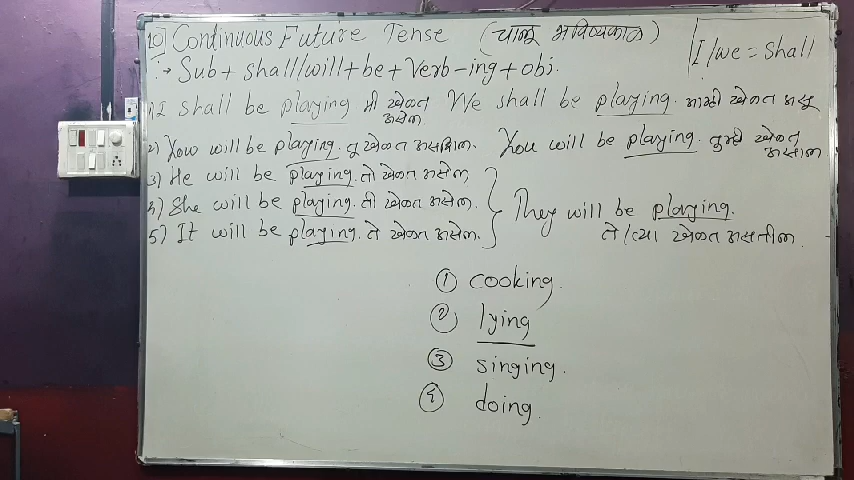 10) Continuous Future Tense (चालू भविष्यकाळ) I/we = Shall
:→ Sub + shall/will + be + Verb-ing + obj.
1) I shall be playing मी खेळत असेन. We shall be playing. आम्ही खेळत असू
2) You will be playing. तू खेळत असशील. You will be playing. तुम्ही खेळत असाल
3) He will be playing. तो खेळत असेल.
4) She will be playing. ती खेळत असेल. They will be playing.
5) It will be playing. ते खेळत असेल. ते/त्या खेळत असतील.
① cooking.
② lying
③ singing.
④ doing.